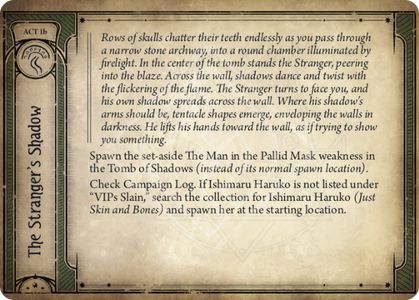 ACT 1b
The Stranger's Shadow
Rows of skulls chatter their teeth endlessly as you pass through
a narrow stone archway, into a round chamber illuminated by
firelight. In the center of the tomb stands the Stranger, peering
into the blaze. Across the wall, shadows dance and twist with
the flickering of the flame. The Stranger turns to face you, and
his own shadow spreads across the wall. Where his shadow's
arms should be, tentacle shapes emerge, enveloping the walls in
darkness. He lifts his hands toward the wall, as if trying to show
you something.
Spawn the set-aside The Man in the Pallid Mask weakness in
the Tomb of Shadows (instead of its normal spawn location).
Check Campaign Log. If Ishimaru Haruko is not listed under
“VIPs Slain,” search the collection for Ishimaru Haruko (Just
Skin and Bones) and spawn her at the starting location.